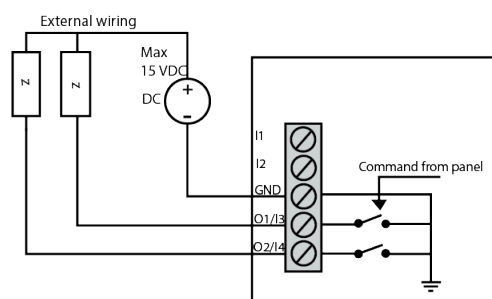 External wiring
Max
15 VDC
DC
+
-
Z
Z
I1
I2
GND
O1/I3
O2/I4
Command from panel